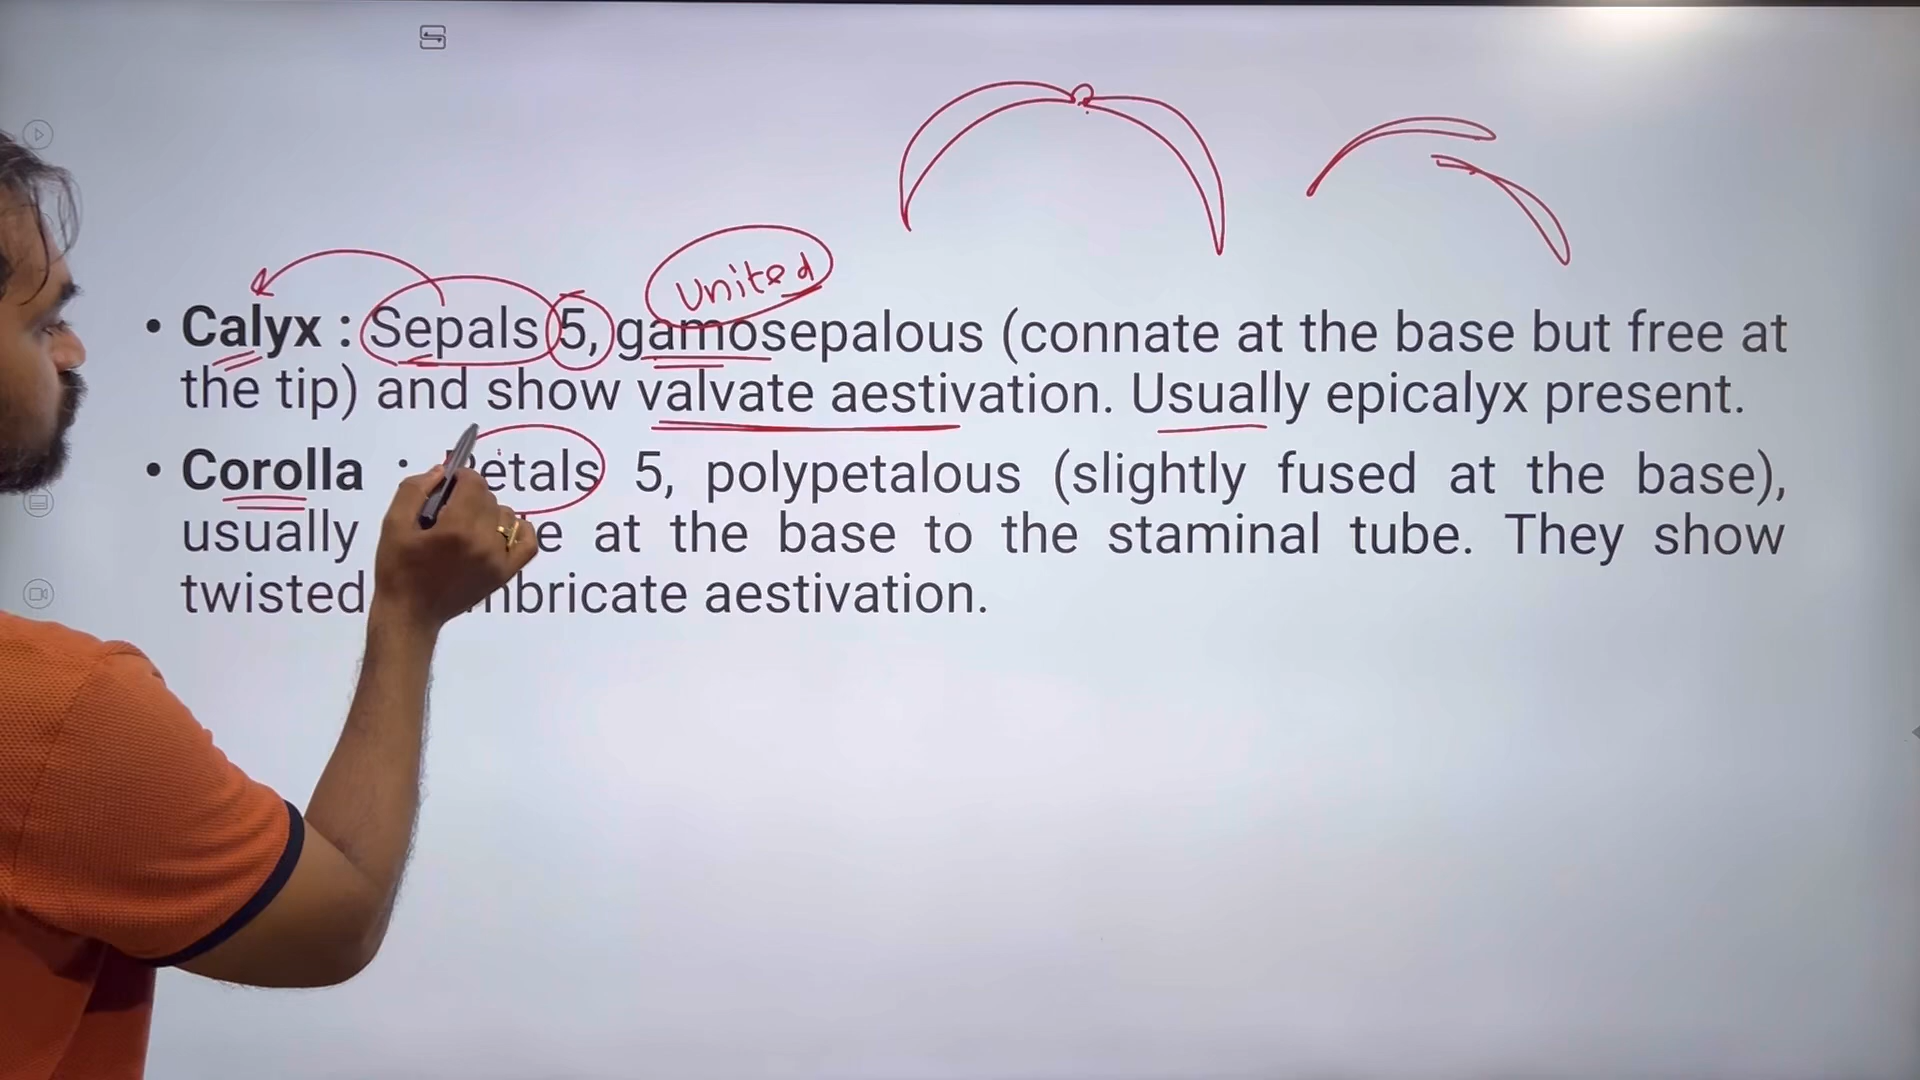 United
• Calyx : Sepals 5, gamosepalous (connate at the base but free at
the tip) and show valvate aestivation. Usually epicalyx present.
• Corolla : Petals 5, polypetalous (slightly fused at the base),
usually at the base to the staminal tube. They show
twisted imbricate aestivation.